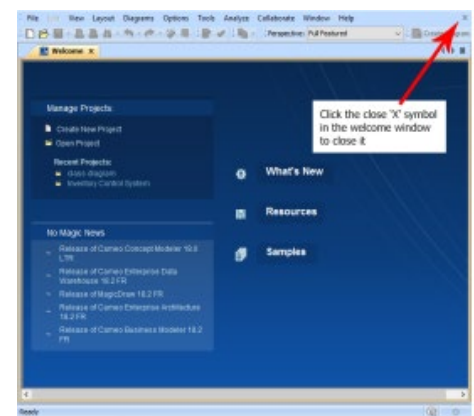 File View Layout Diagrams Options Tools Analyze Collaborate Window Help
Perspective: Full Featured
Welcome
Manage Projects:
Create New Project
Open Project
Recent Projects:
class diagram
Inventory Control System
No Magic News
Release of Cameo Concept Modeler 18.0
LTR
Release of Cameo Enterprise Data
Warehouse 18.2 FR
Release of MagicDraw 18.2 FR
Release of Cameo Enterprise Architecture
18.2 FR
Release of Cameo Business Modeler 18.2
FR
Click the close 'X' symbol
in the welcome window
to close it
What's New
Resources
Samples
Ready